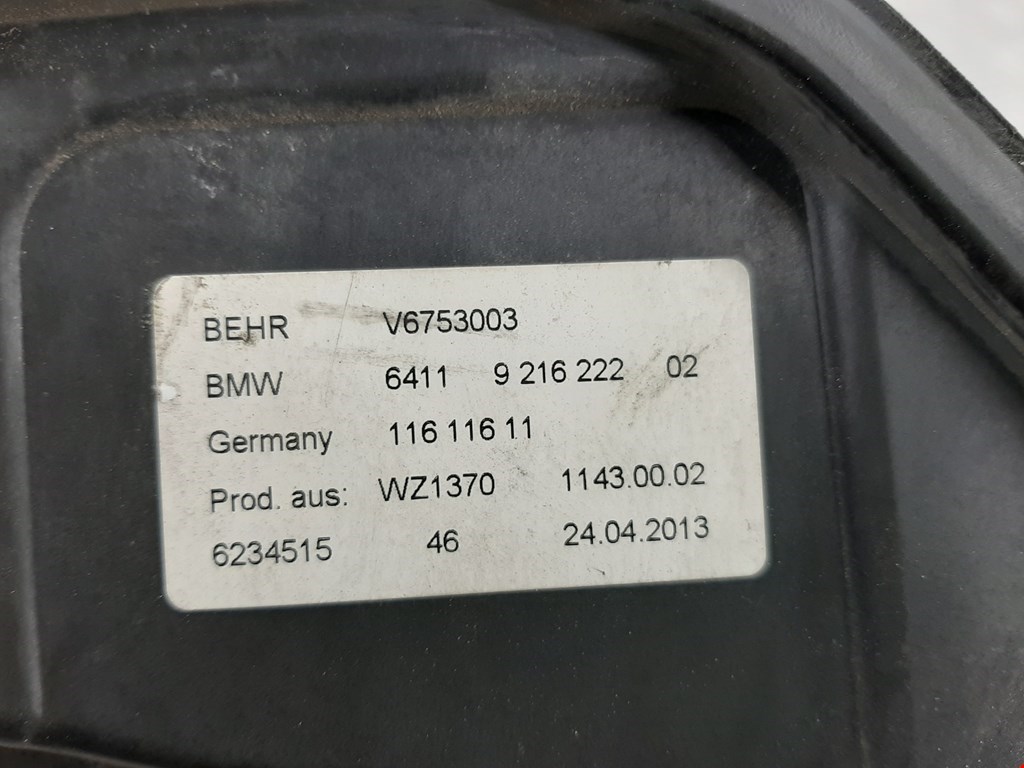 BEHR V6753003
BMW 6411 9 216 222 02
Germany 116 116 11
Prod. aus: WZ1370 1143.00.02
6234515 46 24.04.2013